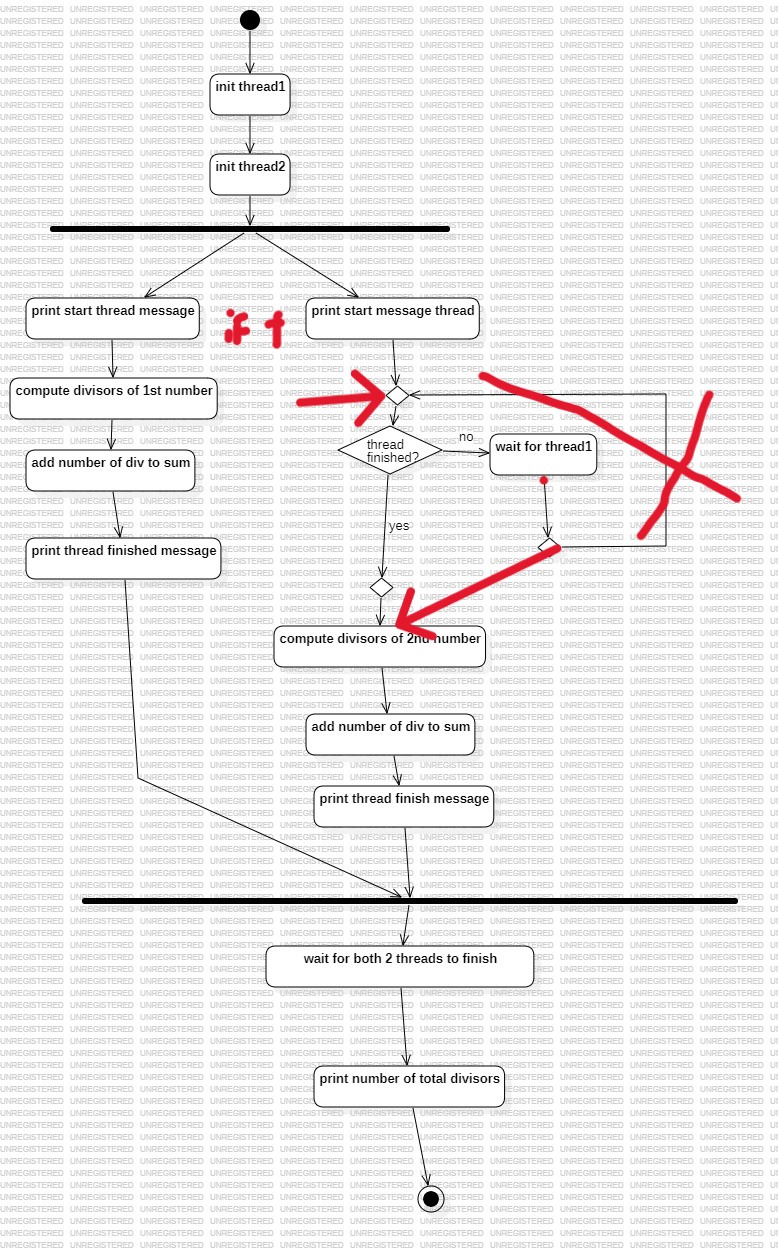 init thread1
init thread2
print start thread message
print start message thread
if 1
compute divisors of 1st number
thread
finished?
no
wait for thread1
add number of div to sum
yes
print thread finished message
compute divisors of 2nd number
add number of div to sum
print thread finish message
wait for both 2 threads to finish
print number of total divisors
UNREGISTERED